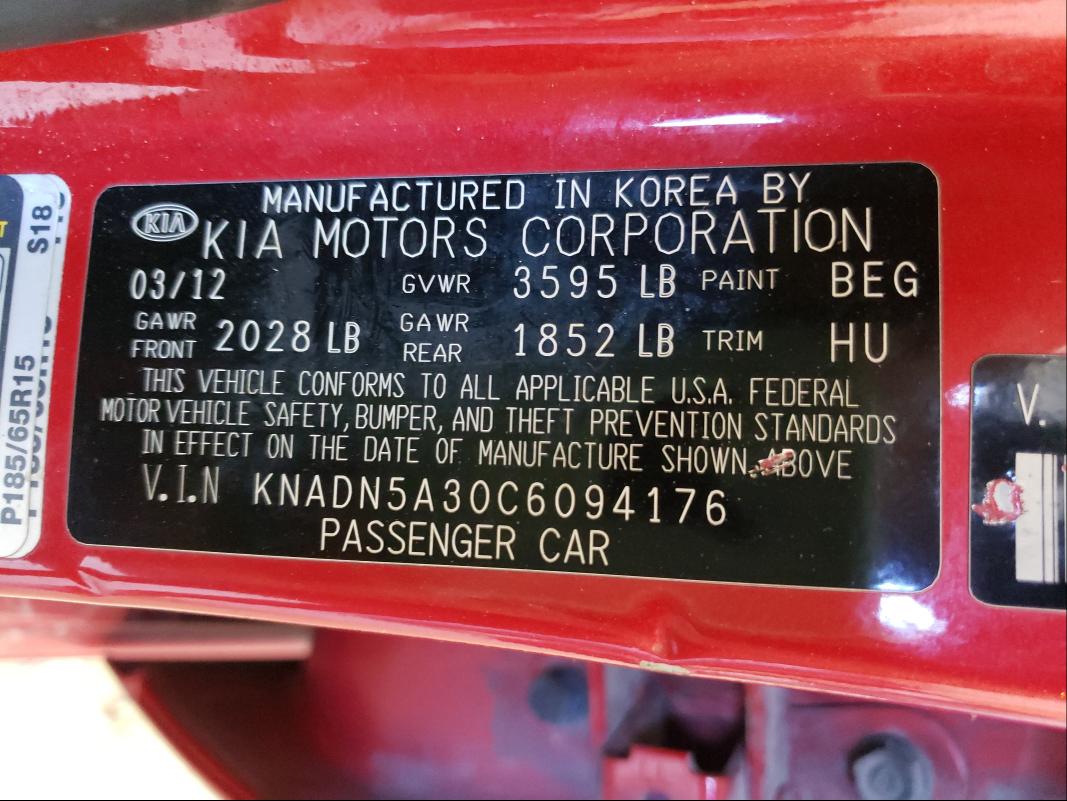 MANUFACTURED IN KOREA BY
KIA KIA MOTORS CORPORATION
03/12 GVWR 3595 LB PAINT BEG
GAWR FRONT 2028 LB GAWR REAR 1852 LB TRIM HU
THIS VEHICLE CONFORMS TO ALL APPLICABLE U.S.A. FEDERAL
MOTOR VEHICLE SAFETY, BUMPER, AND THEFT PREVENTION STANDARDS
IN EFFECT ON THE DATE OF MANUFACTURE SHOWN ABOVE
V.I.N KNADN5A30C6094176
PASSENGER CAR
P185/65R15 S18
V.